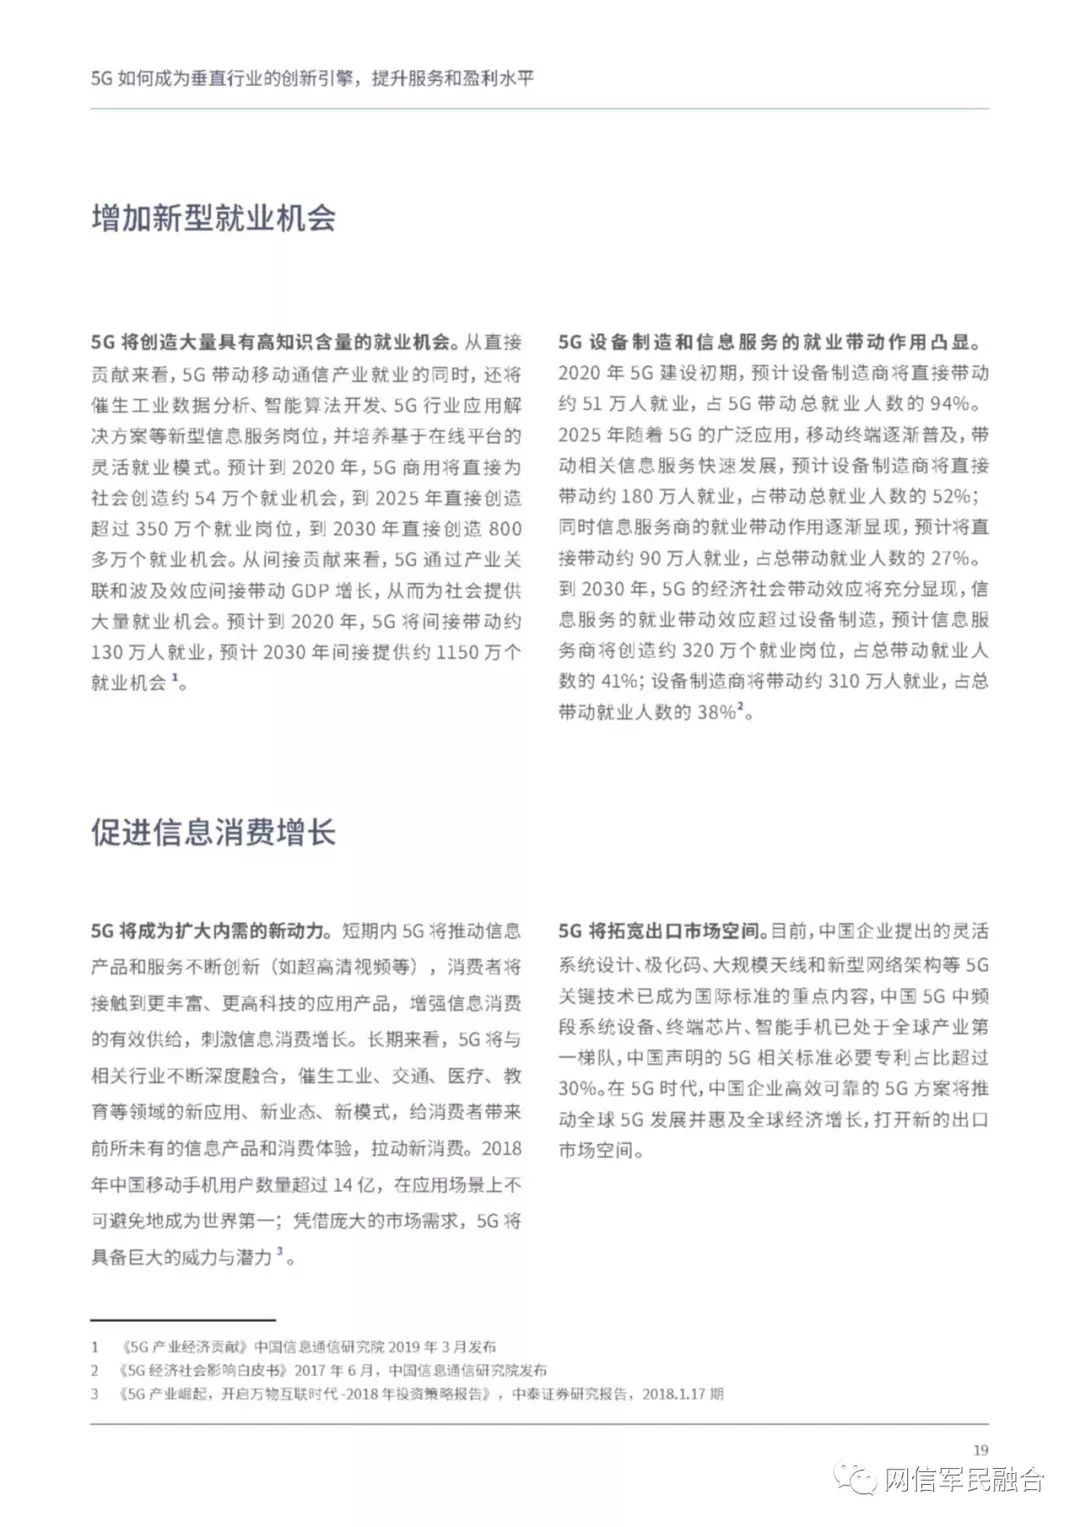 5G 如何成为垂直行业的创新引擎，提升服务和盈利水平
增加新型就业机会
5G 将创造大量具有高知识含量的就业机会。从直接
贡献来看，5G 带动移动通信产业就业的同时，还将
催生工业数据分析、智能算法开发、5G 行业应用解
决方案等新型信息服务岗位，并培养基于在线平台的
灵活就业模式。预计到 2020 年，5G 商用将直接为
社会创造约 54 万个就业机会，到 2025 年直接创造
超过 350 万个就业岗位，到 2030 年直接创造 800
多万个就业机会。从间接贡献来看，5G 通过产业关
联和波及效应间接带动 GDP 增长，从而为社会提供
大量就业机会。预计到 2020 年，5G 将间接带动约
130 万人就业，预计 2030 年间接提供约 1150 万个
就业机会 1。
5G 设备制造和信息服务的就业带动作用凸显。
2020 年 5G 建设初期，预计设备制造商将直接带动
约 51 万人就业，占 5G 带动总就业人数的 94%。
2025 年随着 5G 的广泛应用，移动终端逐渐普及，带
动相关信息服务快速发展，预计设备制造商将直接
带动约 180 万人就业，占带动总就业人数的 52%；
同时信息服务商的就业带动作用逐渐显现，预计将直
接带动约 90 万人就业，占总带动就业人数的 27%。
到 2030 年，5G 的经济社会带动效应将充分显现，信
息服务的就业带动效应超过设备制造，预计信息服
务商将创造约 320 万个就业岗位，占总带动就业人
数的 41%；设备制造商将带动约 310 万人就业，占总
带动就业人数的 38%2。
促进信息消费增长
5G 将成为扩大内需的新动力。短期内 5G 将推动信息
产品和服务不断创新（如超高清视频等），消费者将
接触到更丰富、更高科技的应用产品，增强信息消费
的有效供给，刺激信息消费增长。长期来看，5G 将与
相关行业不断深度融合，催生工业、交通、医疗、教
育等领域的新应用、新业态、新模式，给消费者带来
前所未有的信息产品和消费体验，拉动新消费。2018
年中国移动手机用户数量超过 14 亿，在应用场景上不
可避免地成为世界第一；凭借庞大的市场需求，5G 将
具备巨大的威力与潜力 3。
5G 将拓宽出口市场空间。目前，中国企业提出的灵活
系统设计、极化码、大规模天线和新型网络架构等 5G
关键技术已成为国际标准的重点内容，中国 5G 中频
段系统设备、终端芯片、智能手机已处于全球产业第
一梯队，中国声明的 5G 相关标准必要专利占比超过
30%。在 5G 时代，中国企业高效可靠的 5G 方案将推
动全球 5G 发展并惠及全球经济增长，打开新的出口
市场空间。
1 《5G 产业经济贡献》中国信息通信研究院 2019 年 3 月发布
2 《5G 经济社会影响白皮书》2017 年 6 月，中国信息通信研究院发布
3 《5G 产业崛起，开启万物互联时代 -2018 年投资策略报告》，中泰证券研究报告，2018.1.17 期
19
网信军民融合